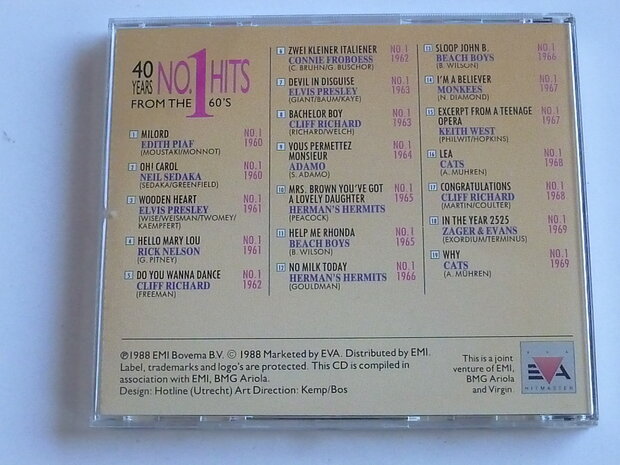 40 YEARS NO.1 HITS
FROM THE 60'S
1 MILORD NO.1
EDITH PIAF 1960
(MOUSTAKI/MONNOT)
2 OH! CAROL NO.1
NEIL SEDAKA 1960
(SEDAKA/GREENFIELD)
3 WOODEN HEART NO.1
ELVIS PRESLEY 1961
(WISE/WEISMAN/TWOMEY/
KAEMPFERT)
4 HELLO MARY LOU NO.1
RICK NELSON 1961
(G. PITNEY)
5 DO YOU WANNA DANCE NO.1
CLIFF RICHARD 1962
(FREEMAN)
6 ZWEI KLEINER ITALIENER NO.1
CONNIE FROBOESS 1962
(C. BRUHN/G. BUSCHOR)
7 DEVIL IN DISGUISE NO.1
ELVIS PRESLEY 1963
(GIANT/BAUM/KAYE)
8 BACHELOR BOY NO.1
CLIFF RICHARD 1963
(RICHARD/WELCH)
9 VOUS PERMETTEZ NO.1
MONSIEUR 1964
ADAMO
(S. ADAMO)
10 MRS. BROWN YOU'VE GOT
A LOVELY DAUGHTER NO.1
HERMAN'S HERMITS 1965
(PEACOCK)
11 HELP ME RHONDA NO.1
BEACH BOYS 1965
(B. WILSON)
12 NO MILK TODAY NO.1
HERMAN'S HERMITS 1966
(GOULDMAN)
13 SLOOP JOHN B. NO.1
BEACH BOYS 1966
(B. WILSON)
14 I'M A BELIEVER NO.1
MONKEES 1967
(N. DIAMOND)
15 EXCERPT FROM A TEENAGE
OPERA NO.1
KEITH WEST 1967
(PHILWIT/HOPKINS)
16 LEA NO.1
CATS 1968
(A. MUHREN)
17 CONGRATULATIONS NO.1
CLIFF RICHARD 1968
(MARTIN/COULTER)
18 IN THE YEAR 2525 NO.1
ZAGER & EVANS 1969
(EXORDIUM/TERMINUS)
19 WHY NO.1
CATS 1969
(A. MUHREN)
℗ 1988 EMI Bovema B.V. © 1988 Marketed by EVA. Distributed by EMI.
Label, trademarks and logo's are protected. This CD is compiled in
association with EMI, BMG Ariola.
Design: Hotline (Utrecht) Art Direction: Kemp/Bos
This is a joint
venture of EMI,
BMG Ariola
and Virgin.
EVA
EVA
HITMASTER